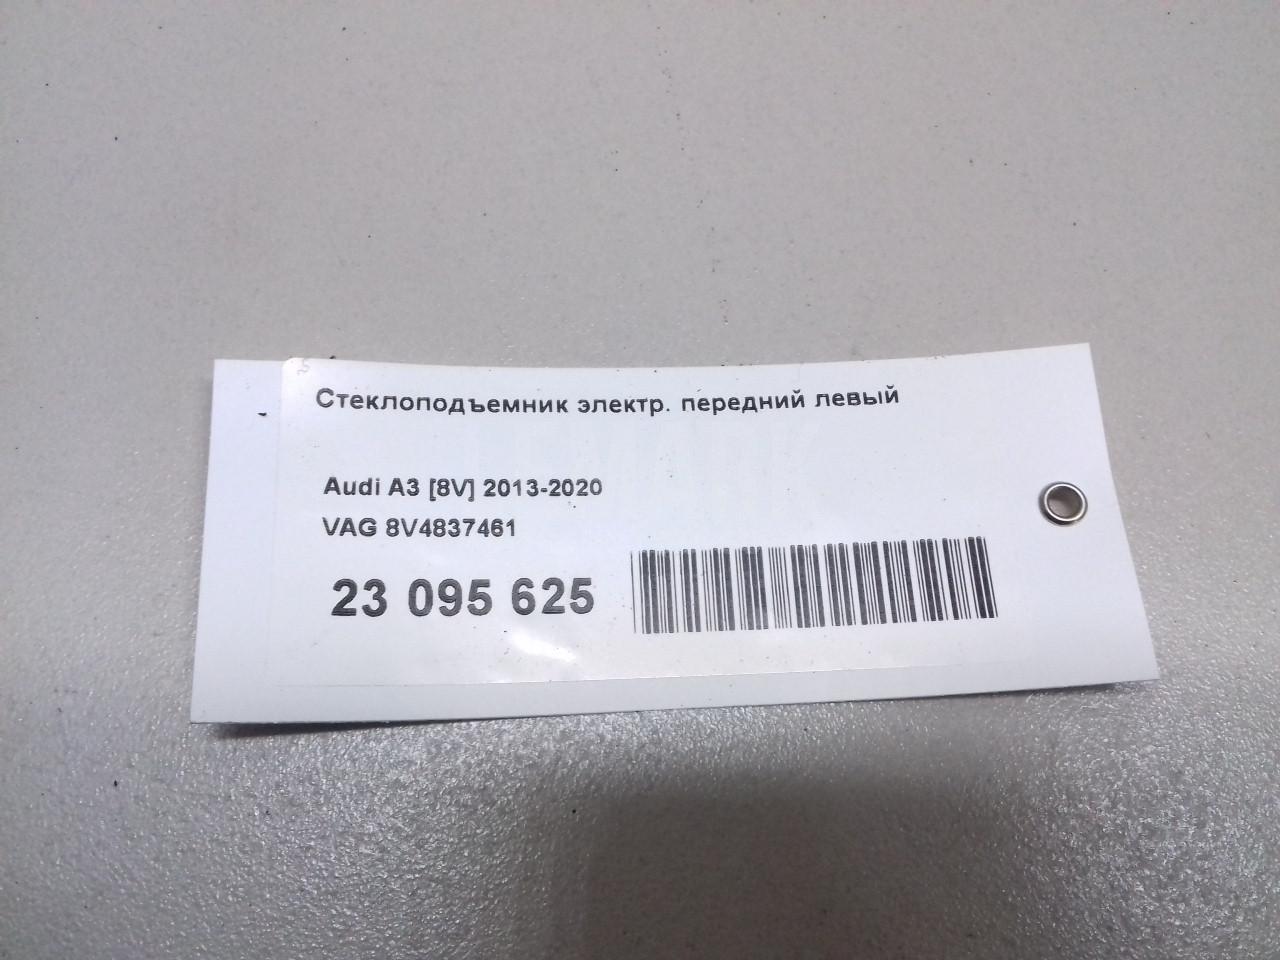 Стеклоподъемник электр. передний левый
Audi A3 [8V] 2013-2020
VAG 8V4837461
23 095 625